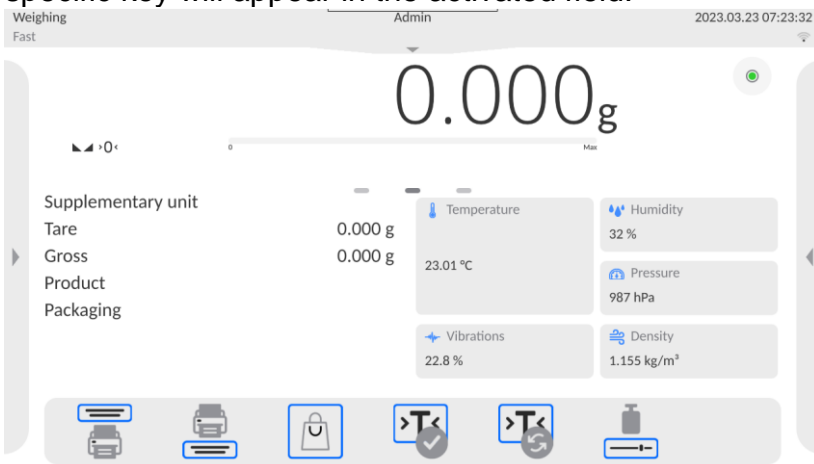 specific key will appear in the activated field.
Weighing Admin 2023.03.23 07:23:32
Fast
0.000g
>0<
0 Max
Supplementary unit
Tare 0.000 g
Gross 0.000 g
Product
Packaging
Temperature
23.01 °C
Humidity
32 %
Pressure
987 hPa
Vibrations
22.8 %
Density
1.155 kg/m³
>T< >T<